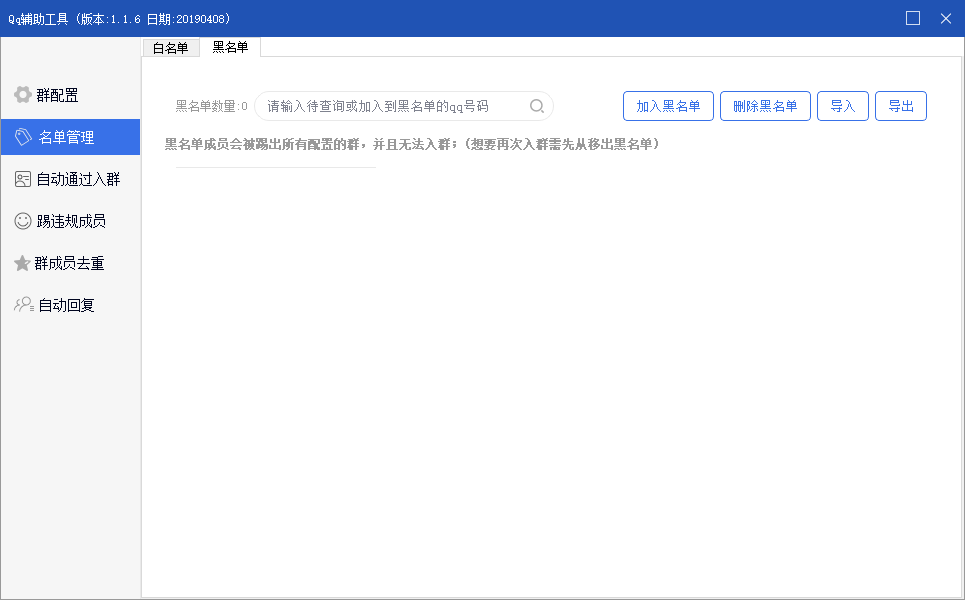 Qq辅助工具 (版本:1.1.6 日期:20190408)
白名单 黑名单
群配置
名单管理
自动通过入群
踢违规成员
群成员去重
自动回复
黑名单数量:0 请输入待查询或加入到黑名单的qq号码 加入黑名单 删除黑名单 导入 导出
黑名单成员会被踢出所有配置的群，并且无法入群；(想要再次入群需先从移出黑名单)